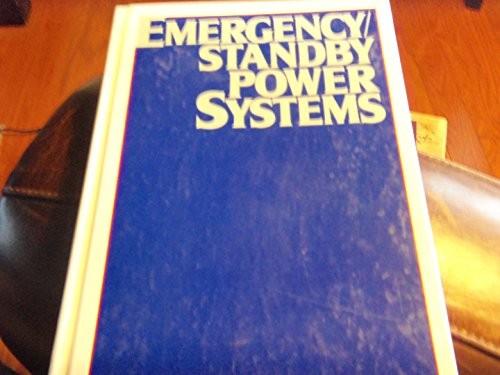 EMERGENCY/
STANDBY
POWER
SYSTEMS